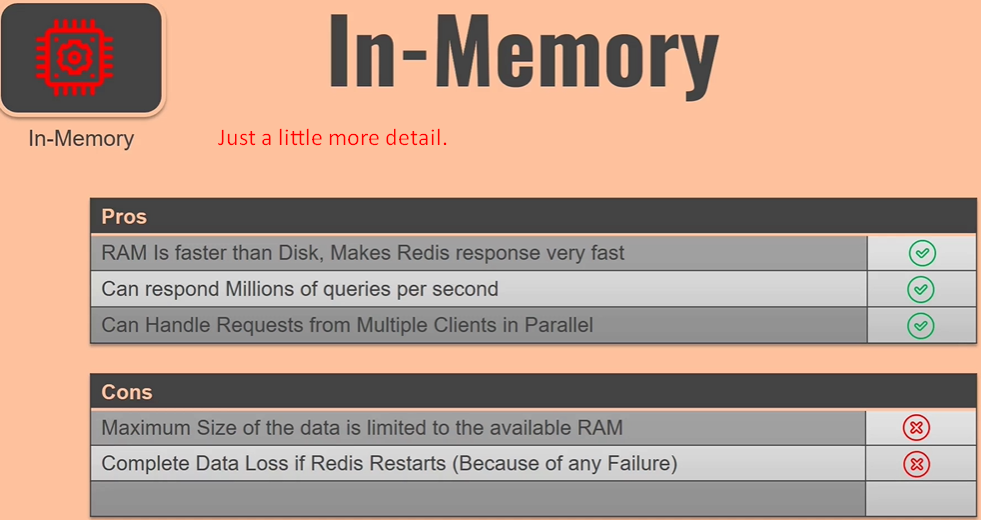 In-Memory
In-Memory
Just a little more detail.
Pros
RAM Is faster than Disk, Makes Redis response very fast
Can respond Millions of queries per second
Can Handle Requests from Multiple Clients in Parallel
Cons
Maximum Size of the data is limited to the available RAM
Complete Data Loss if Redis Restarts (Because of any Failure)